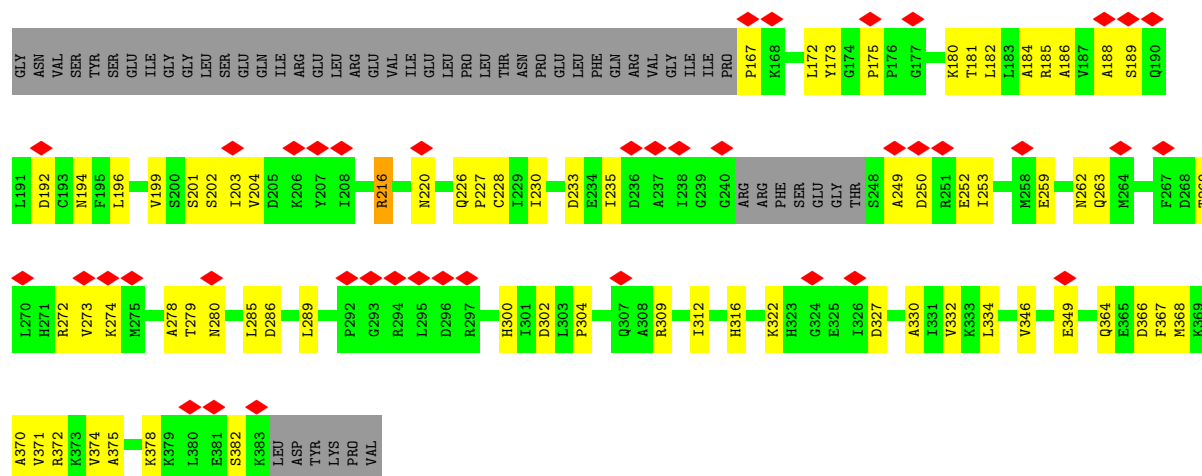 GLY ASN VAL SER TYR SER GLU ILE GLY GLY LEU SER GLU GLN ILE ARG GLU LEU ARG GLU VAL ILE GLU LEU PRO LEU THR ASN PRO GLU LEU PHE GLN ARG VAL GLY ILE ILE PRO P167 K168 L172 Y173 G174 P175 P176 G177 K180 T181 L182 L183 A184 R185 A186 V187 A188 S189 Q190
L191 D192 C193 N194 F195 L196 V199 S200 S201 S202 I203 V204 D205 K206 Y207 I208 R216 N220 Q226 P227 C228 I229 I230 D233 E234 I235 D236 A237 I238 G239 G240 ARG ARG PHE SER GLU GLY THR S248 A249 D250 R251 E252 I253 M258 E259 N262 Q263 M264 F267 D268 T269
L270 H271 R272 V273 K274 M275 A278 T279 N280 L285 D286 L289 P292 G293 R294 L295 D296 R297 H300 I301 D302 L303 P304 Q307 A308 R309 I312 H316 K322 H323 G324 E325 I326 D327 A330 I331 V332 K333 L334 V346 E349 Q364 E365 D366 F367 M368 K369
A370 V371 R372 K373 V374 A375 K378 K379 L380 E381 S382 K383 LEU ASP TYR LYS PRO VAL